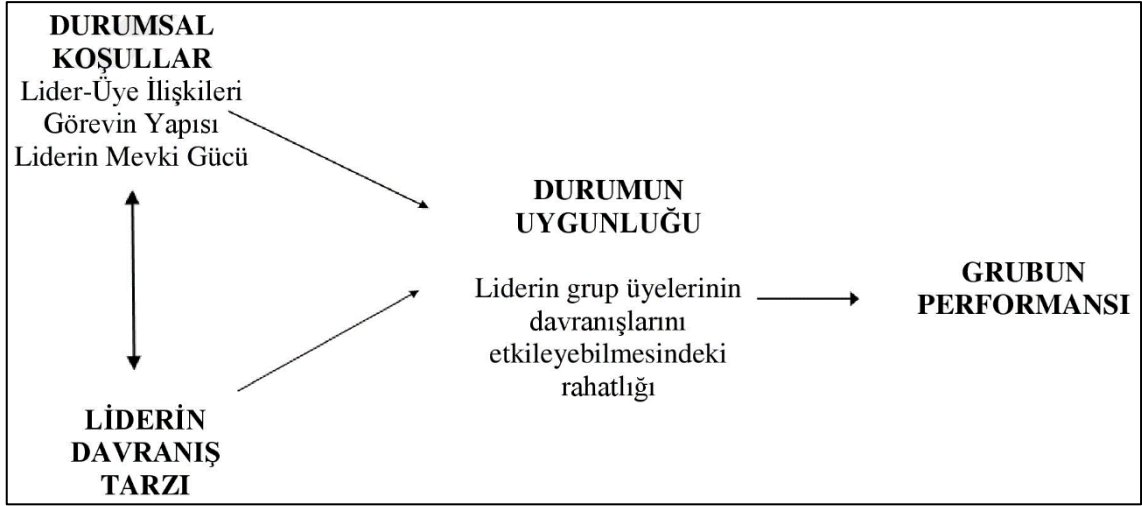 DURUMSAL
KOŞULLAR
Lider-Üye İlişkileri
Görevin Yapısı
Liderin Mevki Gücü
LİDERİN
DAVRANIŞ
TARZI
DURUMUN
UYGUNLUĞU
Liderin grup üyelerinin
davranışlarını
etkileyebilmesindeki
rahatlığı
GRUBUN
PERFORMANSI